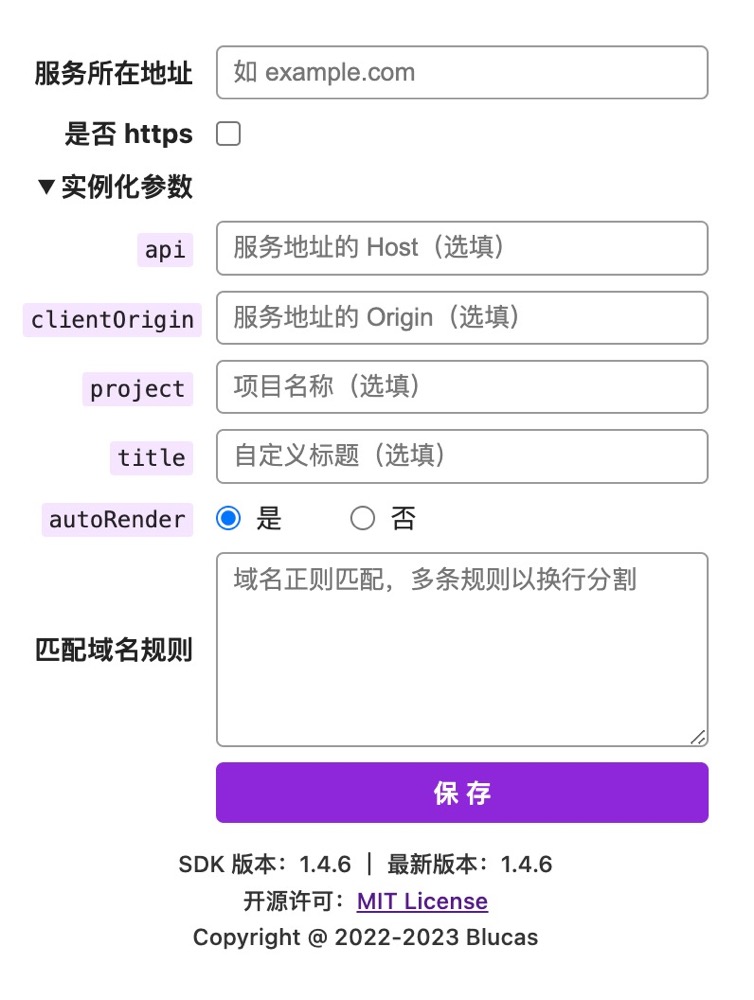 服务所在地址 如 example.com
是否 https
▼实例化参数
api 服务地址的 Host（选填）
clientOrigin 服务地址的 Origin（选填）
project 项目名称（选填）
title 自定义标题（选填）
autoRender 是 否
域名正则匹配，多条规则以换行分割
匹配域名规则
保 存
SDK 版本：1.4.6 ｜ 最新版本：1.4.6
开源许可：MIT License
Copyright @ 2022-2023 Blucas